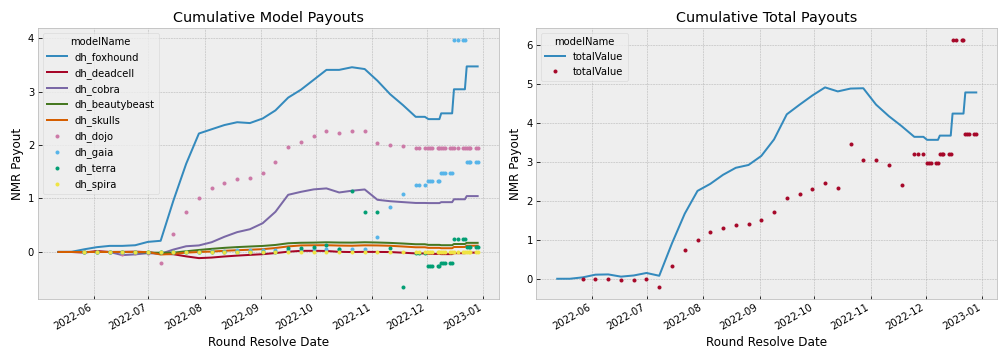 Cumulative Model Payouts
NMR Payout
4
3
2
1
0
modelName
dh_foxhound
dh_deadcell
dh_cobra
dh_beautybeast
dh_skulls
dh_dojo
dh_gaia
dh_terra
dh_spira
2022-06
2022-07
2022-08
2022-09
2022-10
2022-11
2022-12
2023-01
Round Resolve Date
Cumulative Total Payouts
NMR Payout
6
5
4
3
2
1
0
modelName
totalValue
totalValue
2022-06
2022-07
2022-08
2022-09
2022-10
2022-11
2022-12
2023-01
Round Resolve Date